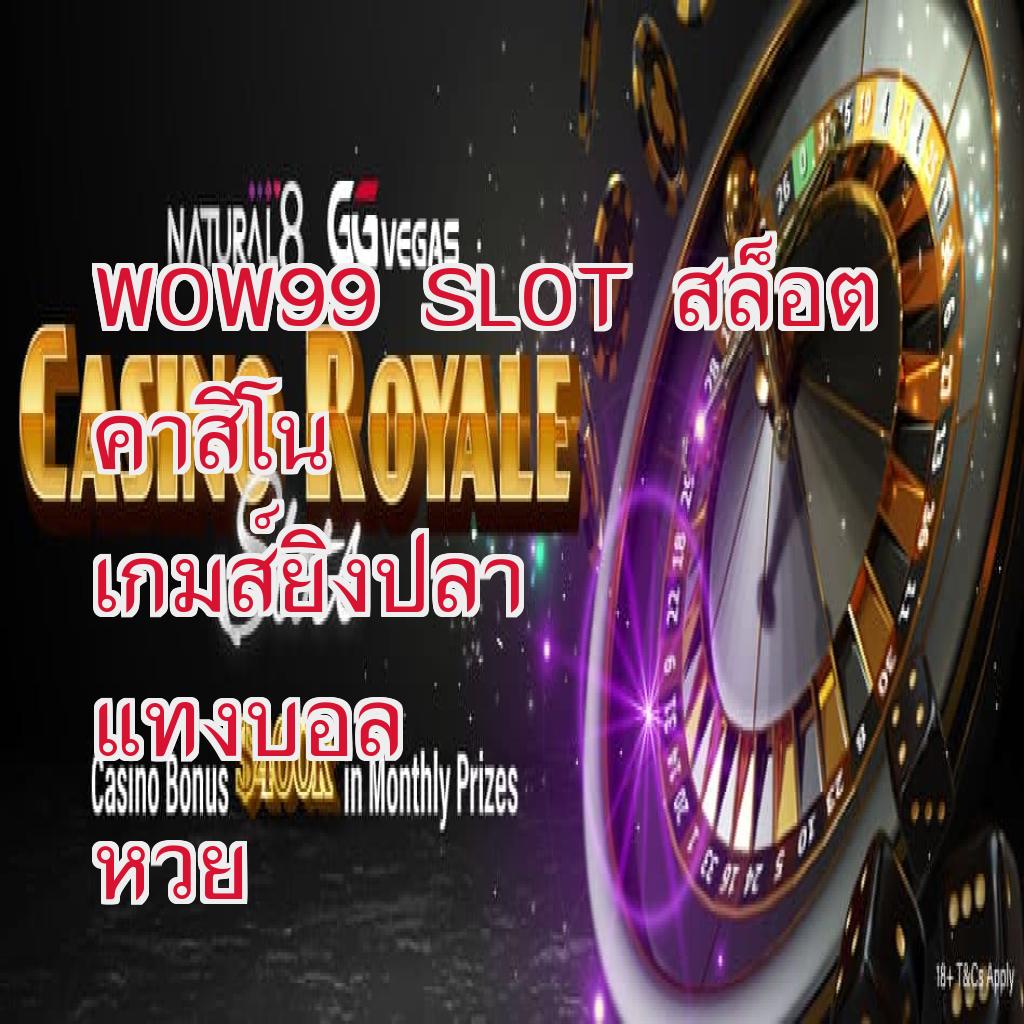 NATURAL8 GGVEGAS
WOW99 SLOT สล็อต
CASINO ROYALE
คาสิโน
Slots
เกมส์ยิงปลา
แทงบอล
Casino Bonus $400K in Monthly Prizes
หวย
18+ T&Cs Apply